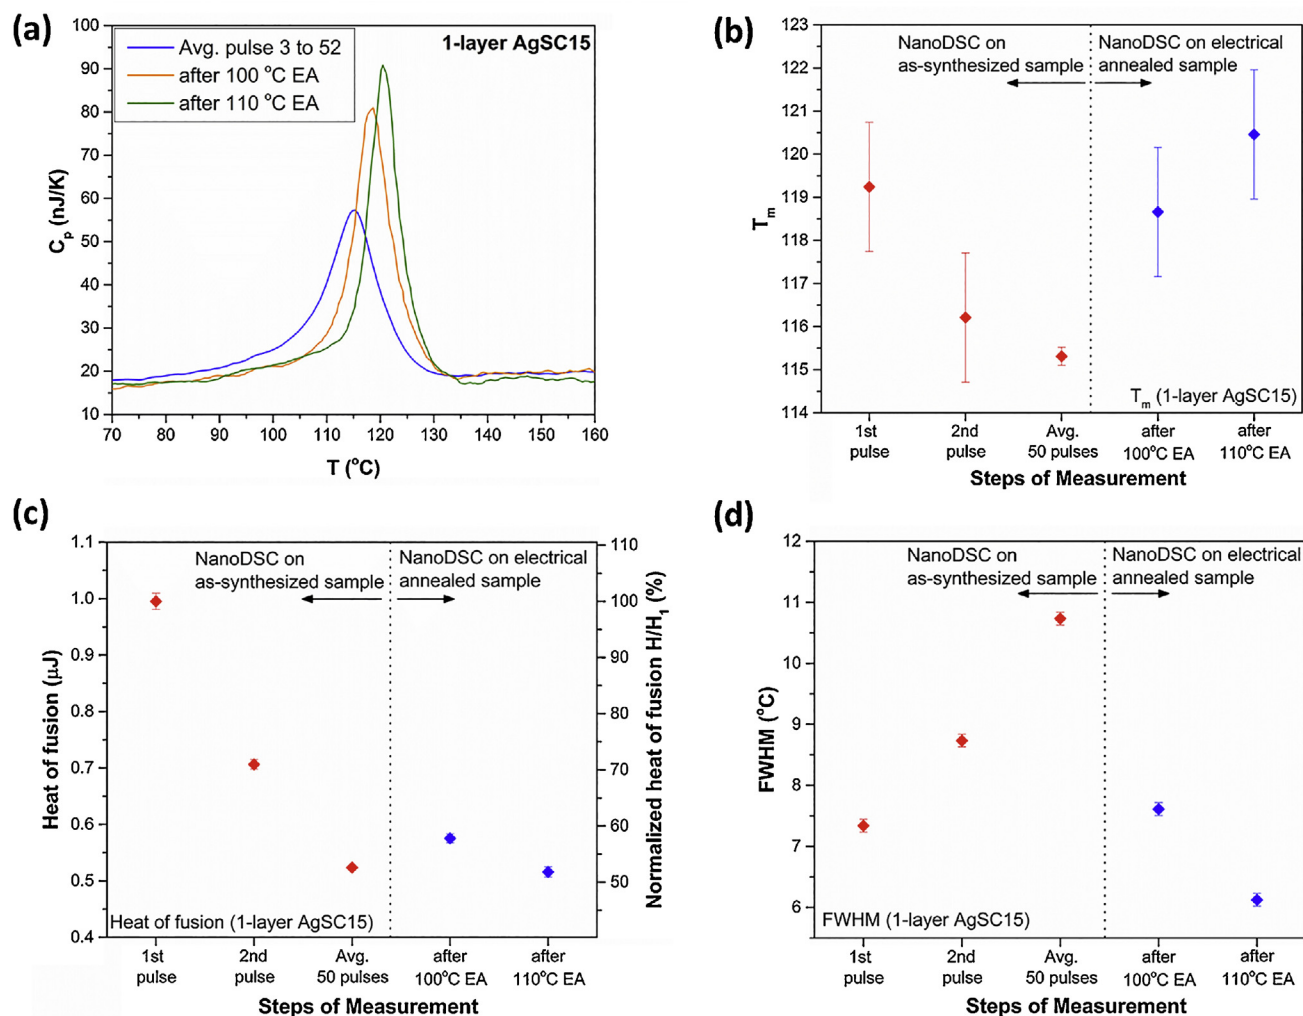 (a)
1-layer AgSC15
Avg. pulse 3 to 52
after 100 °C EA
after 110 °C EA
100
90
80
70
60
50
40
30
20
10
Cp (nJ/K)
70 80 90 100 110 120 130 140 150 160
T (°C)
(b)
NanoDSC on
as-synthesized sample
NanoDSC on electrical
annealed sample
123
122
121
120
119
118
117
116
115
114
Tm
Tm (1-layer AgSC15)
1st
pulse
2nd
pulse
Avg.
50 pulses
after
100°C EA
after
110°C EA
Steps of Measurement
(c)
NanoDSC on
as-synthesized sample
NanoDSC on electrical
annealed sample
1.1
1.0
0.9
0.8
0.7
0.6
0.5
0.4
Heat of fusion (μJ)
110
100
90
80
70
60
50
Normalized heat of fusion H/H1 (%)
Heat of fusion (1-layer AgSC15)
1st
pulse
2nd
pulse
Avg.
50 pulses
after
100°C EA
after
110°C EA
Steps of Measurement
(d)
NanoDSC on
as-synthesized sample
NanoDSC on electrical
annealed sample
12
11
10
9
8
7
6
FWHM (°C)
FWHM (1-layer AgSC15)
1st
pulse
2nd
pulse
Avg.
50 pulses
after
100°C EA
after
110°C EA
Steps of Measurement